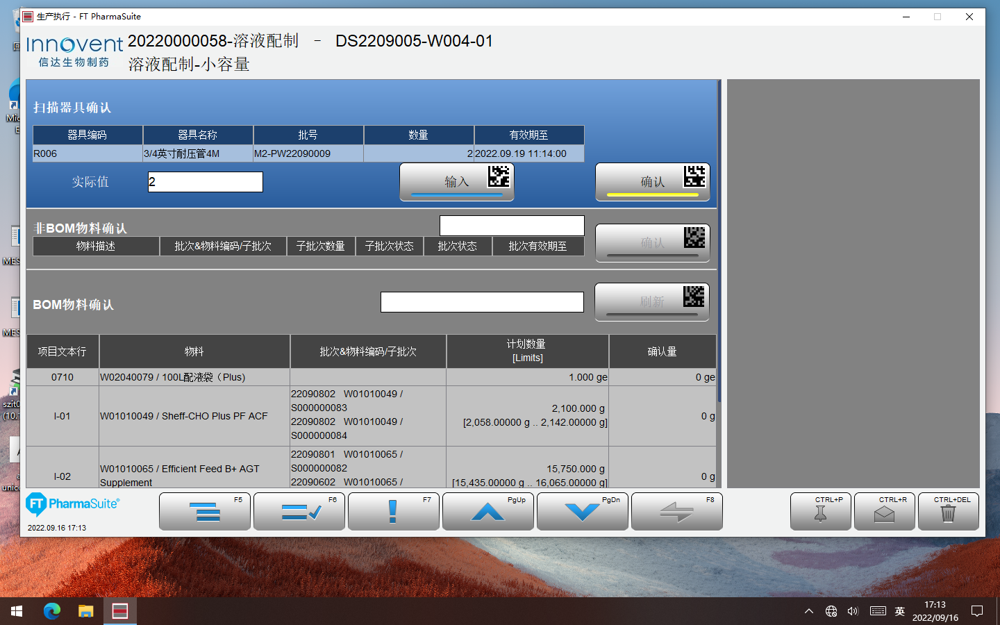 生产执行 - FT PharmaSuite
Innovent
信达生物制药
20220000058-溶液配制 - DS2209005-W004-01
溶液配制-小容量
扫描器具确认
器具编码 器具名称 批号 数量 有效期至
R006 3/4英寸耐压管4M M2-PW22090009 2 2022.09.19 11:14:00
实际值 2 输入 确认
非BOM物料确认
确认
物料描述 批次&物料编码/子批次 子批次数量 子批次状态 批次状态 批次有效期至
BOM物料确认 刷新
项目文本行 物料 批次&物料编码/子批次 计划数量 确认量
[Limits]
0710 W02040079 / 100L配液袋（Plus) 1.000 ge 0 ge
22090802 W01010049 /
S000000083
22090802 W01010049 /
S000000084
I-01 W01010049 / Sheff-CHO Plus PF ACF 2,100.000 g 0 g
[2,058.00000 g .. 2,142.00000 g]
22090801 W01010065 /
S000000082
22090602 W01010065 /
I-02 W01010065 / Efficient Feed B+ AGT 15,750.000 g 0 g
Supplement [15,435.00000 g .. 16,065.00000 g]
FT PharmaSuite
2022.09.16 17:13
F5 F6 F7 PgUp PgDn F8 CTRL+P CTRL+R CTRL+DEL
MES
MES
szit0
(10.
unic
英
17:13
2022/09/16